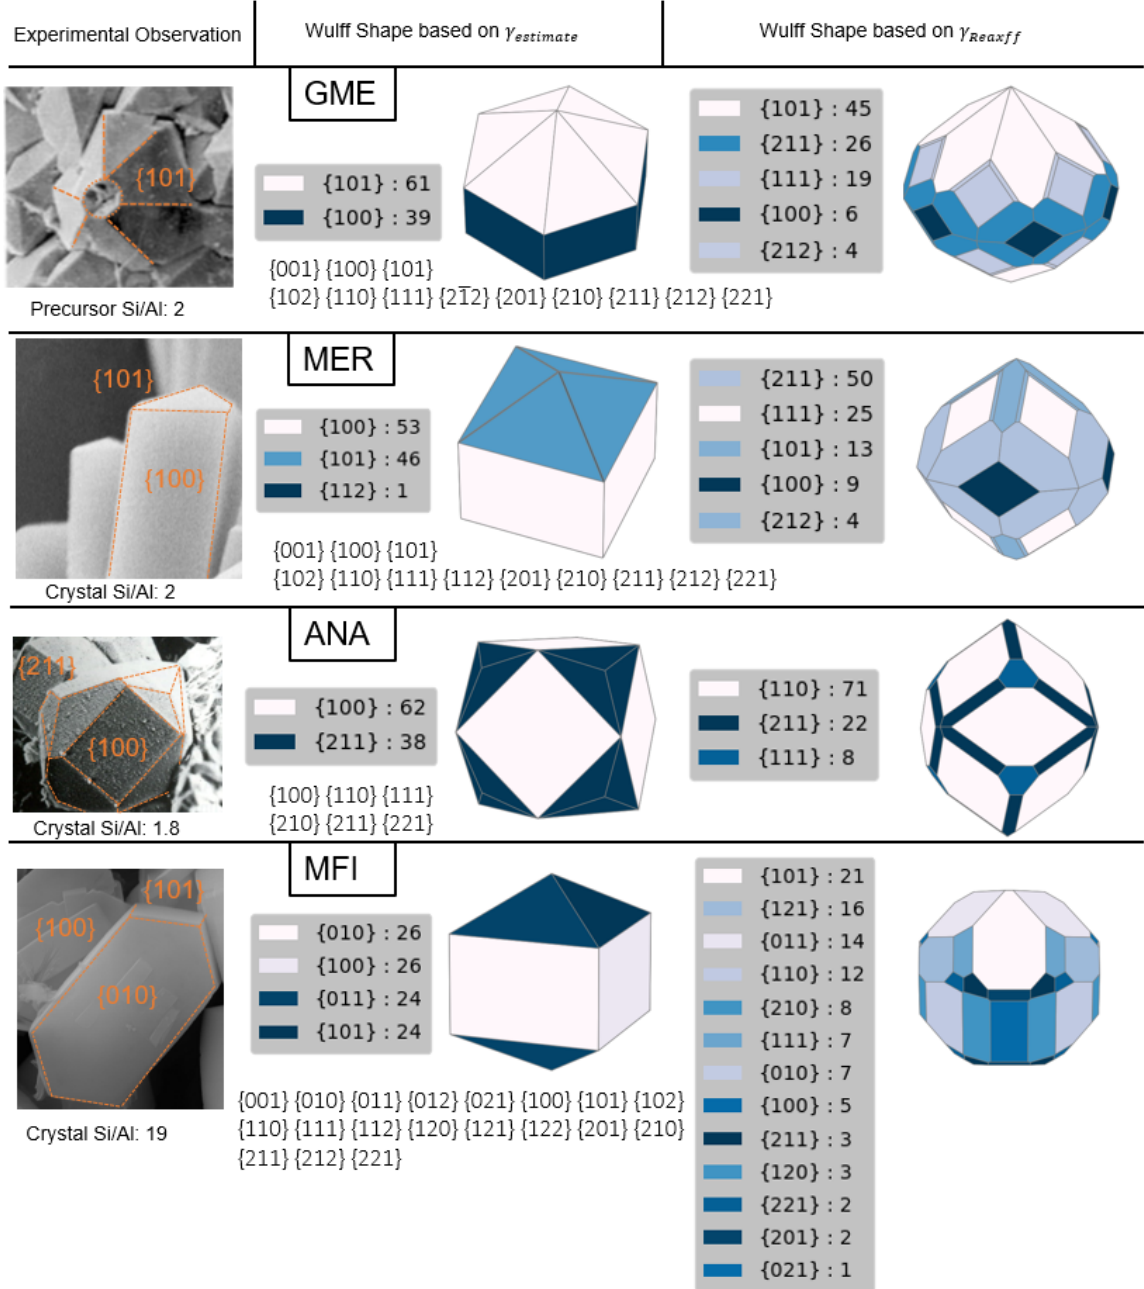 Experimental Observation
Wulff Shape based on γ_estimate
Wulff Shape based on γ_Reaxff
GME
{101}
Precursor Si/Al: 2
{101} : 61
{100} : 39
{001} {100} {101}
{102} {110} {111} {2̅1̅2} {201} {210} {211} {212} {221}
{101} : 45
{211} : 26
{111} : 19
{100} : 6
{212} : 4
MER
{101}
{100}
Crystal Si/Al: 2
{100} : 53
{101} : 46
{112} : 1
{001} {100} {101}
{102} {110} {111} {112} {201} {210} {211} {212} {221}
{211} : 50
{111} : 25
{101} : 13
{100} : 9
{212} : 4
ANA
{211}
{100}
Crystal Si/Al: 1.8
{100} : 62
{211} : 38
{100} {110} {111}
{210} {211} {221}
{110} : 71
{211} : 22
{111} : 8
MFI
{101}
{100}
{010}
Crystal Si/Al: 19
{010} : 26
{100} : 26
{011} : 24
{101} : 24
{001} {010} {011} {012} {021} {100} {101} {102}
{110} {111} {112} {120} {121} {122} {201} {210}
{211} {212} {221}
{101} : 21
{121} : 16
{011} : 14
{110} : 12
{210} : 8
{111} : 7
{010} : 7
{100} : 5
{211} : 3
{120} : 3
{221} : 2
{201} : 2
{021} : 1